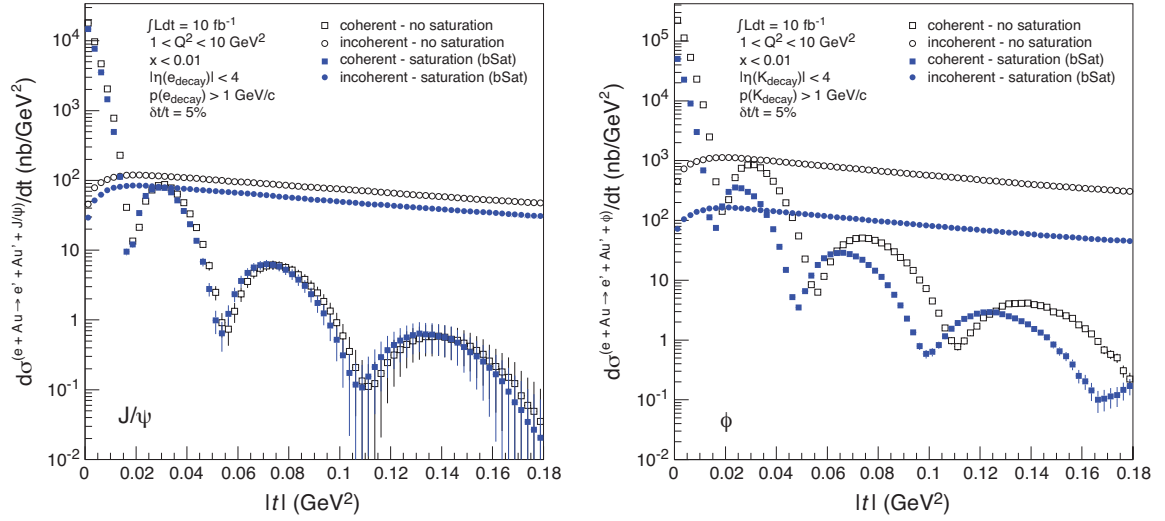 ∫Ldt = 10 fb⁻¹
1 < Q² < 10 GeV²
x < 0.01
|η(e_decay)| < 4
p(e_decay) > 1 GeV/c
δt/t = 5%
coherent - no saturation
incoherent - no saturation
coherent - saturation (bSat)
incoherent - saturation (bSat)
10⁴
10³
10²
10
1
10⁻¹
10⁻²
dσ^(e + Au → e' + Au' + J/ψ)/dt (nb/GeV²)
J/ψ
0 0.02 0.04 0.06 0.08 0.1 0.12 0.14 0.16 0.18
|t| (GeV²)
∫Ldt = 10 fb⁻¹
1 < Q² < 10 GeV²
x < 0.01
|η(K_decay)| < 4
p(K_decay) > 1 GeV/c
δt/t = 5%
coherent - no saturation
incoherent - no saturation
coherent - saturation (bSat)
incoherent - saturation (bSat)
10⁵
10⁴
10³
10²
10
1
10⁻¹
10⁻²
dσ^(e + Au → e' + Au' + ϕ)/dt (nb/GeV²)
ϕ
0 0.02 0.04 0.06 0.08 0.1 0.12 0.14 0.16 0.18
|t| (GeV²)